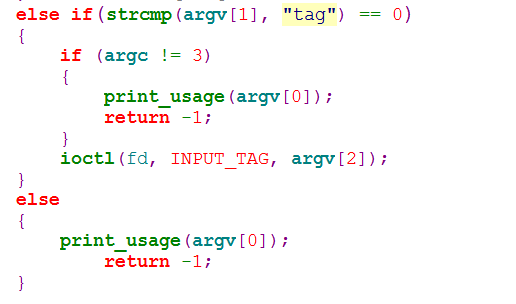 else if(strcmp(argv[1], "tag") == 0)
{
    if (argc != 3)
    {
        print_usage(argv[0]);
        return -1;
    }
    ioctl(fd, INPUT_TAG, argv[2]);
}
else
{
    print_usage(argv[0]);
        return -1;
}